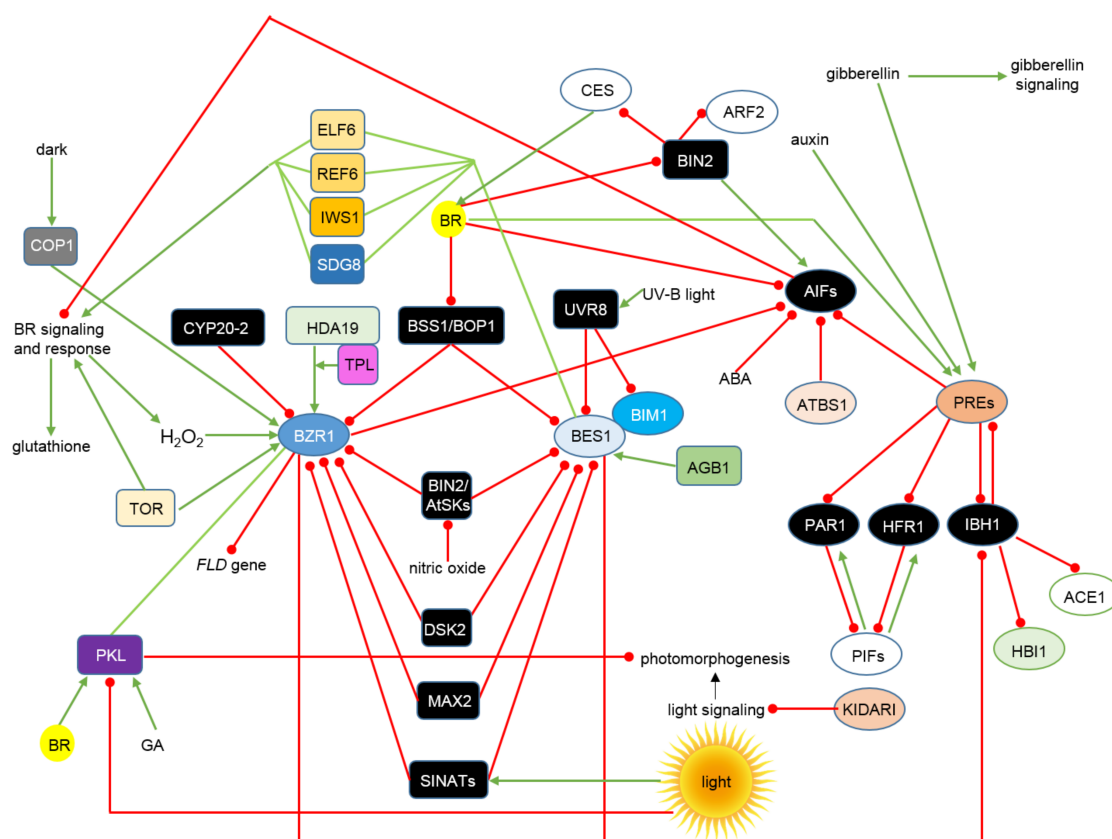 gibberellin
gibberellin
signaling
CES
ARF2
ELF6
dark
auxin
BIN2
REF6
IWS1
BR
COP1
SDG8
UV-B light
AIFs
UVR8
BR signaling
and response
CYP20-2
HDA19
BSS1/BOP1
TPL
ABA
ATBS1
PREs
BIM1
glutathione
H2O2
BZR1
BES1
AGB1
BIN2/
AtSKs
TOR
PAR1
HFR1
IBH1
FLD gene
nitric oxide
ACE1
DSK2
HBI1
PKL
photomorphogenesis
PIFs
MAX2
light signaling
KIDARI
BR
GA
SINATs
light